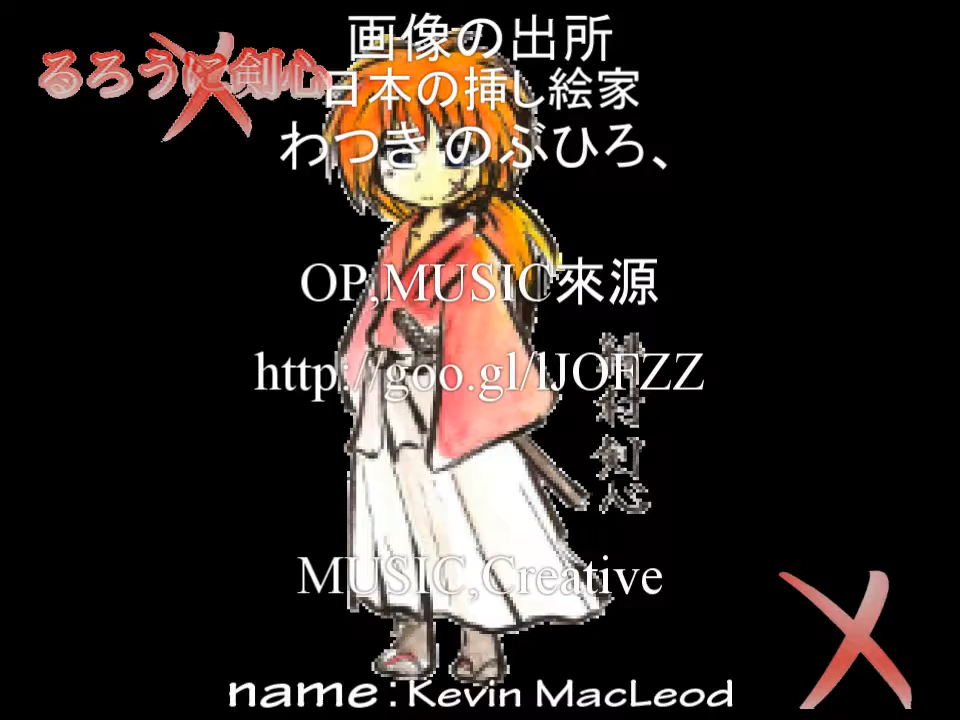 画像の出所
るろうに剣心
日本の挿し絵家
わつき のぶひろ、
OP,MUSIC來源
http://goo.gl/lJOFZZ
緋村剣心
MUSIC,Creative
name : Kevin MacLeod